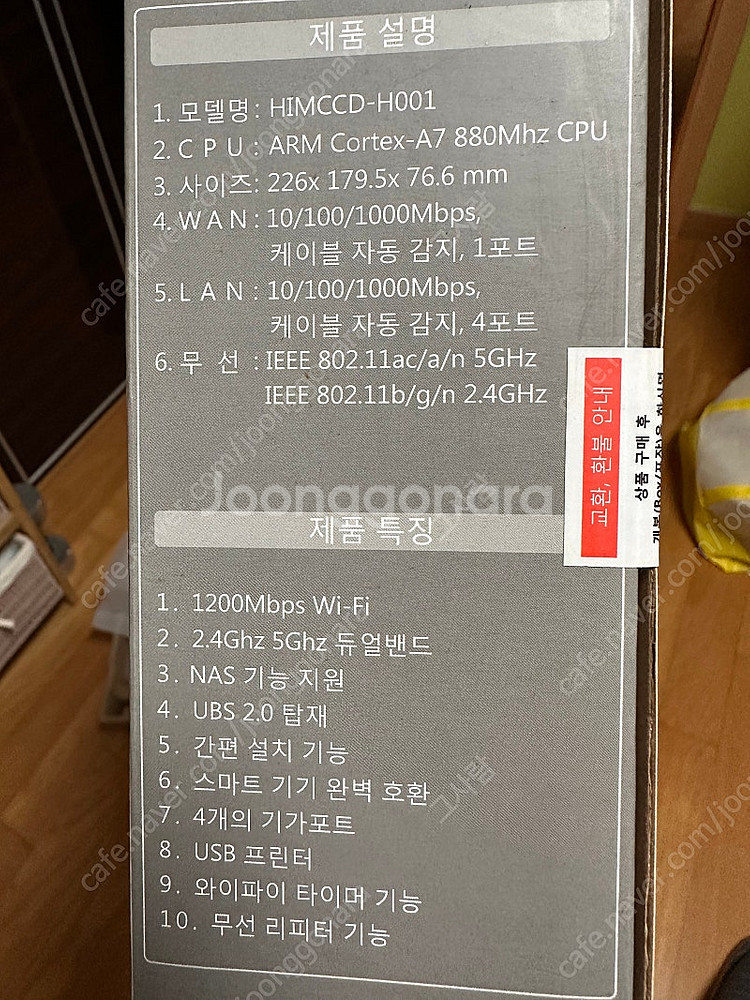 제품 설명
1. 모델명 : HIMCCD-H001
2. C P U : ARM Cortex-A7 880Mhz CPU
3. 사이즈: 226x 179.5x 76.6 mm
4. W A N : 10/100/1000Mbps,
케이블 자동 감지, 1포트
5. L A N : 10/100/1000Mbps,
케이블 자동 감지, 4포트
6. 무 선 : IEEE 802.11ac/a/n 5GHz
IEEE 802.11b/g/n 2.4GHz
교환, 환불 안내
상품 구매 후
Joonggonara
제품 특징
1. 1200Mbps Wi-Fi
2. 2.4Ghz 5Ghz 듀얼밴드
3. NAS 기능 지원
4. UBS 2.0 탑재
5. 간편 설치 기능
6. 스마트 기기 완벽 호환
7. 4개의 기가포트
8. USB 프린터
9. 와이파이 타이머 기능
10. 무선 리피터 기능